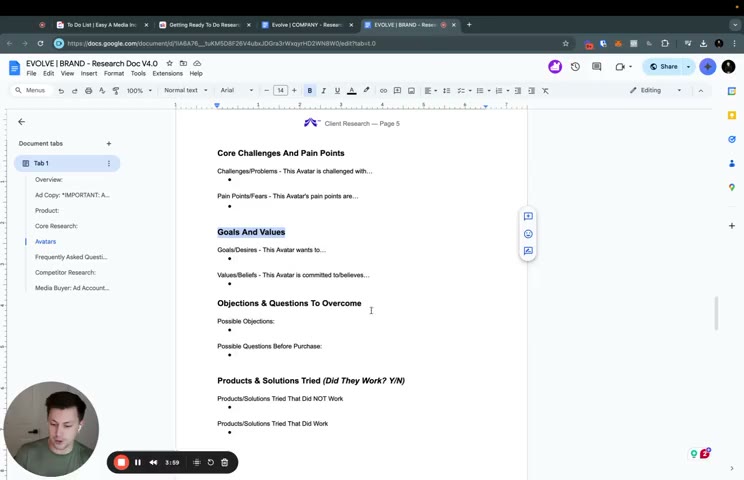 To Do List | Easy A Media Inc
Getting Ready To Do Researc
Evolve | COMPANY - Researc
EVOLVE | BRAND - Researc
EVOLVE | BRAND - Research Doc V4.0
File Edit View Insert Format Tools Extensions Help
Share
Menus
100%
Normal text
Arial
14
Editing
Document tabs
Tab 1
Overview:
Ad Copy: *IMPORTANT: A...
Product:
Core Research:
Avatars
Frequently Asked Questi...
Competitor Research:
Media Buyer: Ad Account...
Client Research — Page 5
Core Challenges And Pain Points
Challenges/Problems - This Avatar is challenged with…
Pain Points/Fears - This Avatar's pain points are…
Goals And Values
Goals/Desires - This Avatar wants to…
Values/Beliefs - This Avatar is committed to/believes…
Objections & Questions To Overcome
Possible Objections:
Possible Questions Before Purchase:
Products & Solutions Tried (Did They Work? Y/N)
Products/Solutions Tried That Did NOT Work
Products/Solutions Tried That Did Work
3:59